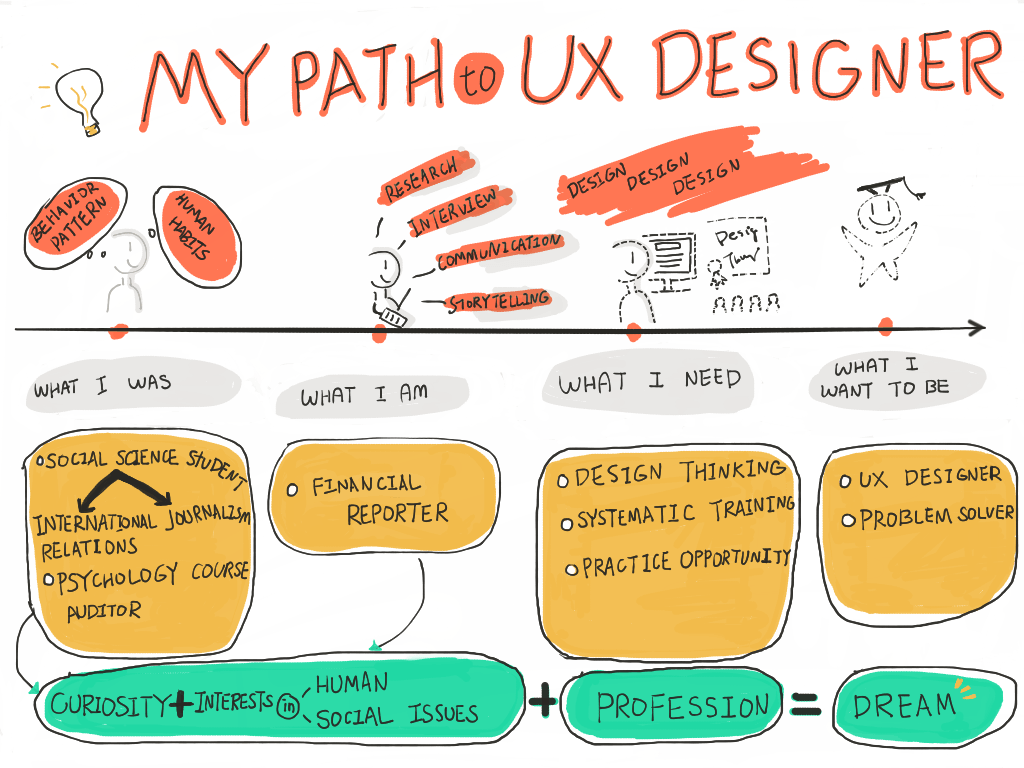 MY PATH to UX DESIGNER
BEHAVIOR
PATTERN
HUMAN
HABITS
RESEARCH
INTERVIEW
COMMUNICATION
STORYTELLING
DESIGN
DESIGN
DESIGN
Desig
WHAT I WAS
WHAT I AM
WHAT I NEED
WHAT I
WANT TO BE
SOCIAL SCIENCE STUDENT
INTERNATIONAL JOURNALISM
RELATIONS
PSYCHOLOGY COURSE
AUDITOR
FINANCIAL
REPORTER
DESIGN THINKING
SYSTEMATIC TRAINING
PRACTICE OPPORTUNITY
UX DESIGNER
PROBLEM SOLVER
CURIOSITY + INTERESTS in HUMAN
SOCIAL ISSUES
+ PROFESSION = DREAM